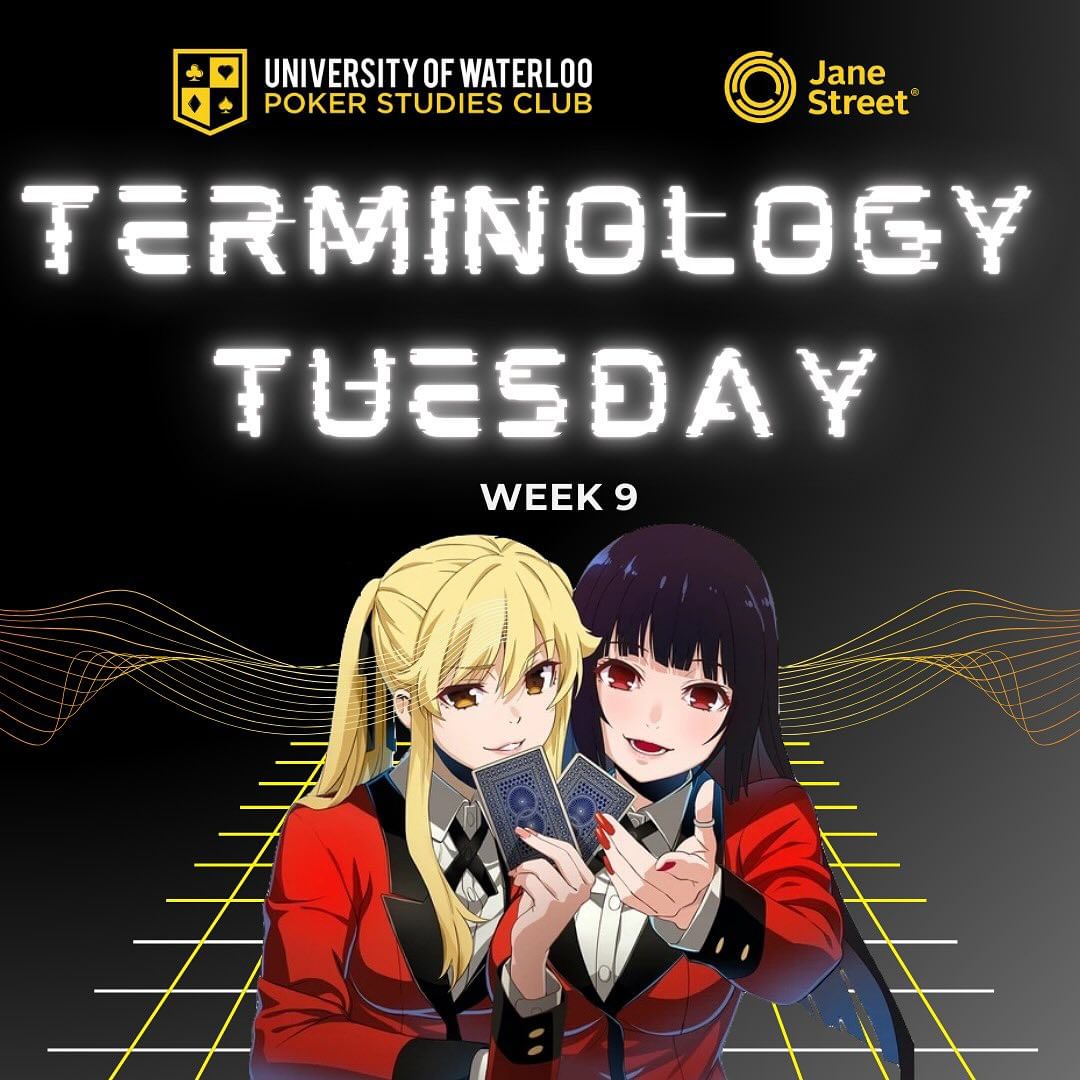 UNIVERSITY OF WATERLOO
POKER STUDIES CLUB
Jane
Street®
TERMINOLOGY
TUESDAY
WEEK 9